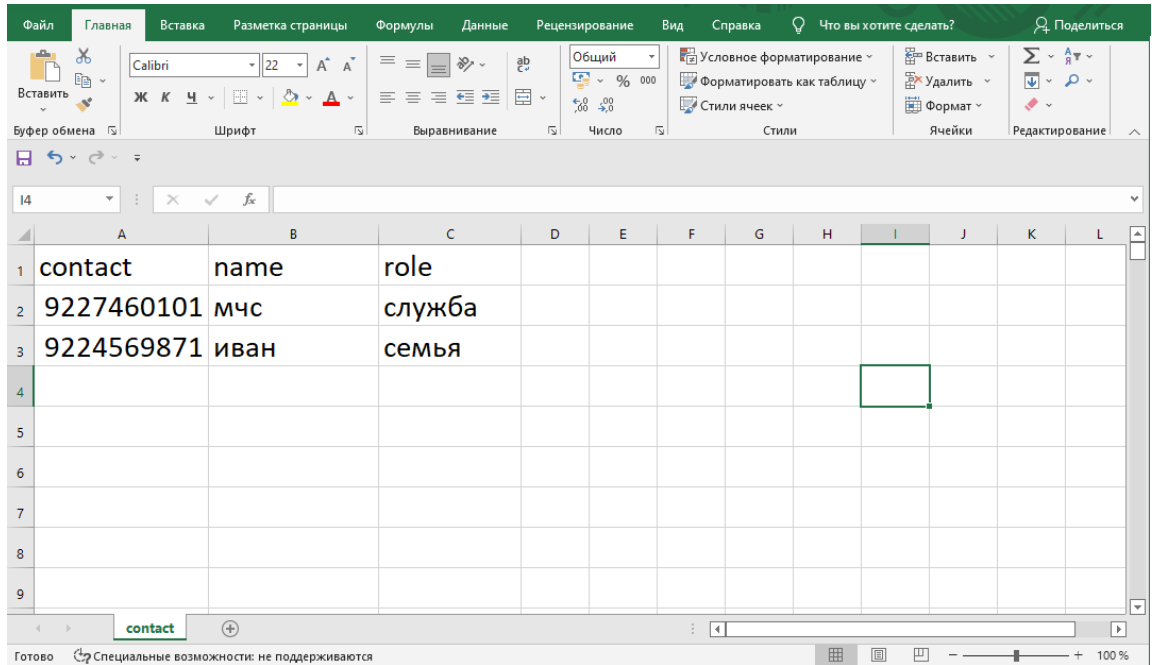 Файл Главная Вставка Разметка страницы Формулы Данные Рецензирование Вид Справка Что вы хотите сделать? Поделиться
Вставить
Calibri 22 A A
Ж К Ч А
ab
Общий
% 000
Условное форматирование
Форматировать как таблицу
Стили ячеек
Вставить
Удалить
Формат
Σ
Буфер обмена Шрифт Выравнивание Число Стили Ячейки Редактирование
I4 fx
A B C D E F G H I J K L
1 contact name role
2 9227460101 мчс служба
3 9224569871 иван семья
4
5
6
7
8
9
contact
Готово Специальные возможности: не поддерживаются 100 %